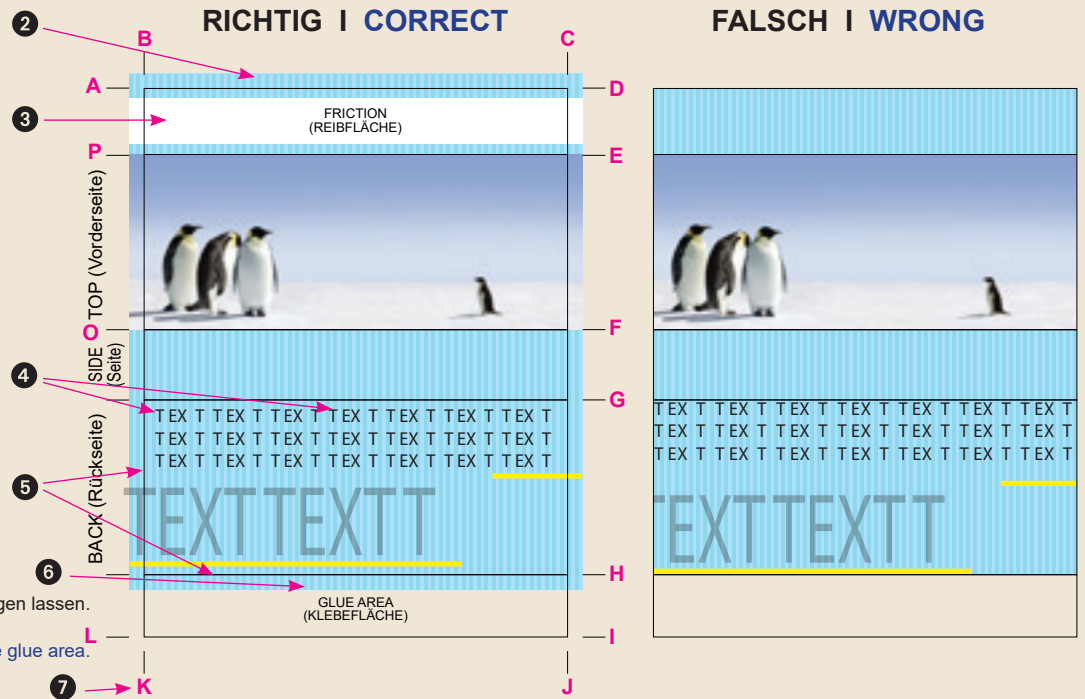 RICHTIG I CORRECT
FALSCH I WRONG
2
B
C
A
D
3
FRICTION
(REIBFLÄCHE)
P
E
TOP (Vorderseite)
O
F
SIDE
(Seite)
4
G
TEX T TEX T TEX T TEX T TEX T TEX T TEX T
TEX T TEX T TEX T TEX T TEX T TEX T TEX T
TEX T TEX T TEX T TEX T TEX T TEX T TEX T
TEX T TEX T TEX T TEX T TEX T TEX T TEX T
TEX T TEX T TEX T TEX T TEX T TEX T TEX T
TEX T TEX T TEX T TEX T TEX T TEX T TEX T
5
BACK (Rückseite)
TEXTTEXTT
TEXTTEXTT
6
H
gen lassen.
GLUE AREA
(KLEBEFLÄCHE)
L
I
e glue area.
7
K
J